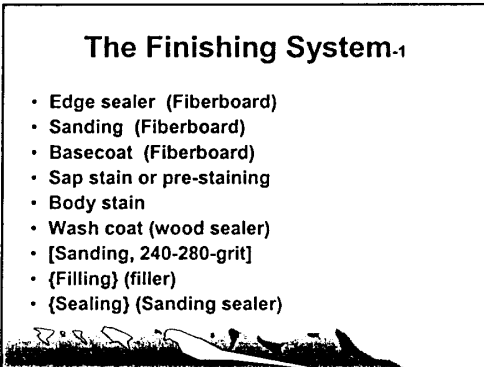 The Finishing System-1
• Edge sealer (Fiberboard)
• Sanding (Fiberboard)
• Basecoat (Fiberboard)
• Sap stain or pre-staining
• Body stain
• Wash coat (wood sealer)
• [Sanding, 240-280-grit]
• {Filling} (filler)
• {Sealing} (Sanding sealer)